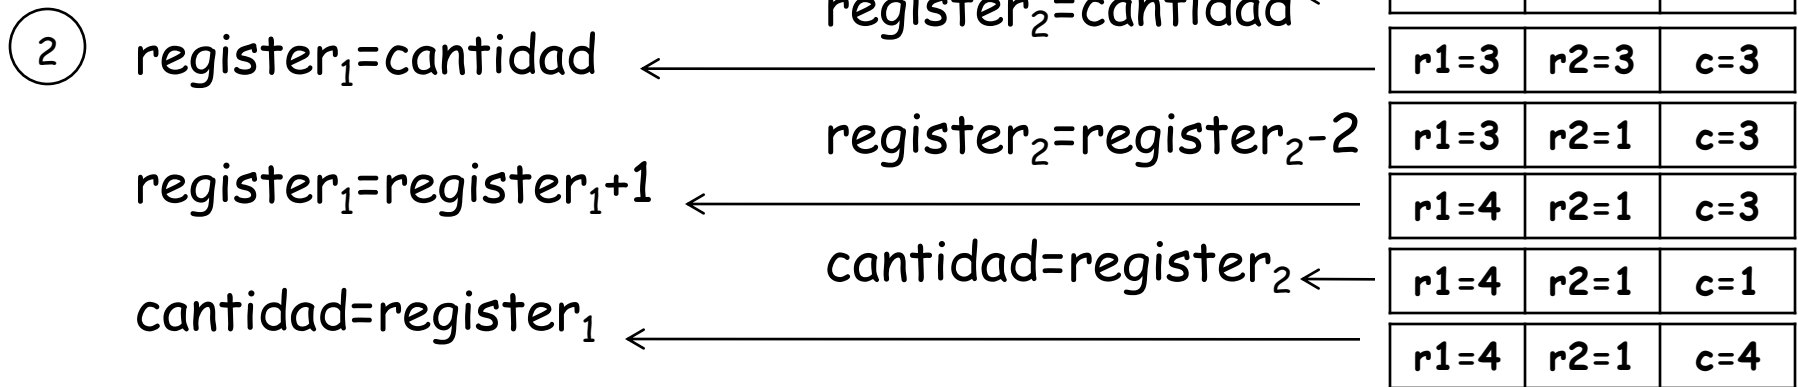 register₂=cantidad
2 register₁=cantidad r1=3 r2=3 c=3
register₂=register₂-2 r1=3 r2=1 c=3
register₁=register₁+1 r1=4 r2=1 c=3
cantidad=register₂ r1=4 r2=1 c=1
cantidad=register₁ r1=4 r2=1 c=4